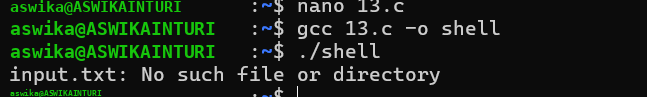 aswika@ASWIKAINTURI :~$ nano 13.c
aswika@ASWIKAINTURI :~$ gcc 13.c -o shell
aswika@ASWIKAINTURI :~$ ./shell
input.txt: No such file or directory
aswika@ASWIKAINTURI :~$